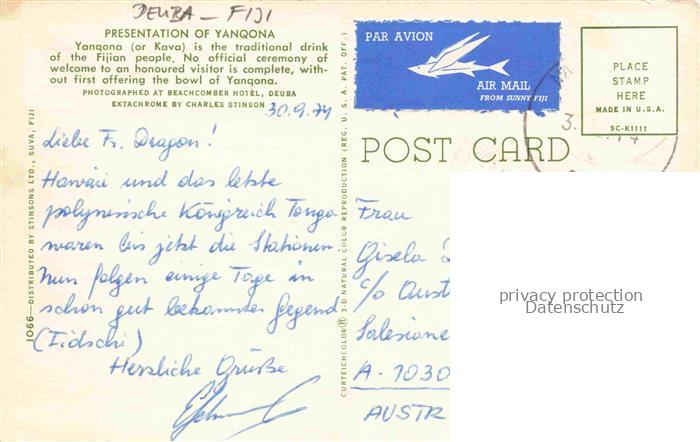 DEUBA – FIJI
PRESENTATION OF YANQONA
Yanqona (or Kava) is the traditional drink
of the Fijian people. No official ceremony of
welcome to an honoured visitor is complete, with-
out first offering the bowl of Yanqona.
PHOTOGRAPHED AT BEACHCOMBER HOTEL, DEUBA
EKTACHROME BY CHARLES STINSON
30.9.74
Liebe Fr. Dragon!
Hawaii und das letzte
polynesische Königreich Tonga
waren bis jetzt die Stationen.
Nun folgen einige Tage in
schon gut bekannter Gegend
(Fidschi)
Herzliche Grüße
1066—DISTRIBUTED BY STINSONS LTD., SUVA, FIJI
CURTEICHCOLOR® 3-D NATURAL COLOR REPRODUCTION (REG. U. S. A. PAT. OFF.)
PAR AVION
AIR MAIL
FROM SUNNY FIJI
PLACE
STAMP
HERE
MADE IN U.S.A.
9C-K1111
POST CARD
Frau
Gisela
c/o Aust
Salesiane
A-1030
AUSTR
privacy protection
Datenschutz